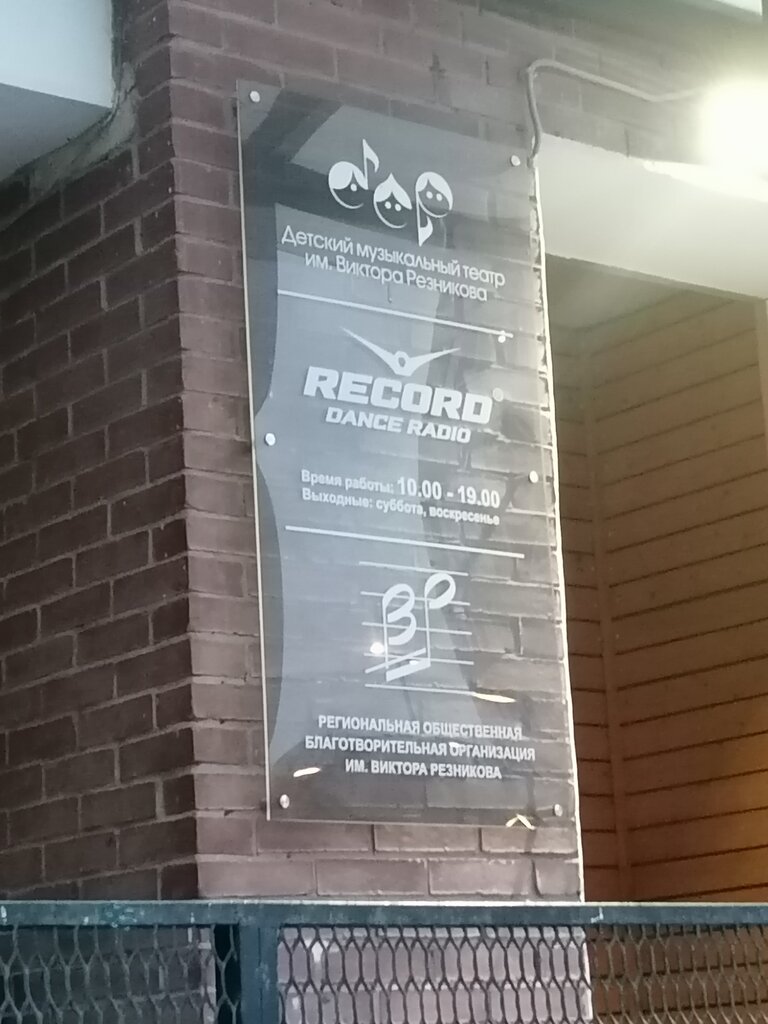 Детский музыкальный театр
им. Виктора Резникова
RECORD
DANCE RADIO
Время работы: 10.00 - 19.00
Выходные: суббота, воскресенье
РЕГИОНАЛЬНАЯ ОБЩЕСТВЕННАЯ
БЛАГОТВОРИТЕЛЬНАЯ ОРГАНИЗАЦИЯ
ИМ. ВИКТОРА РЕЗНИКОВА